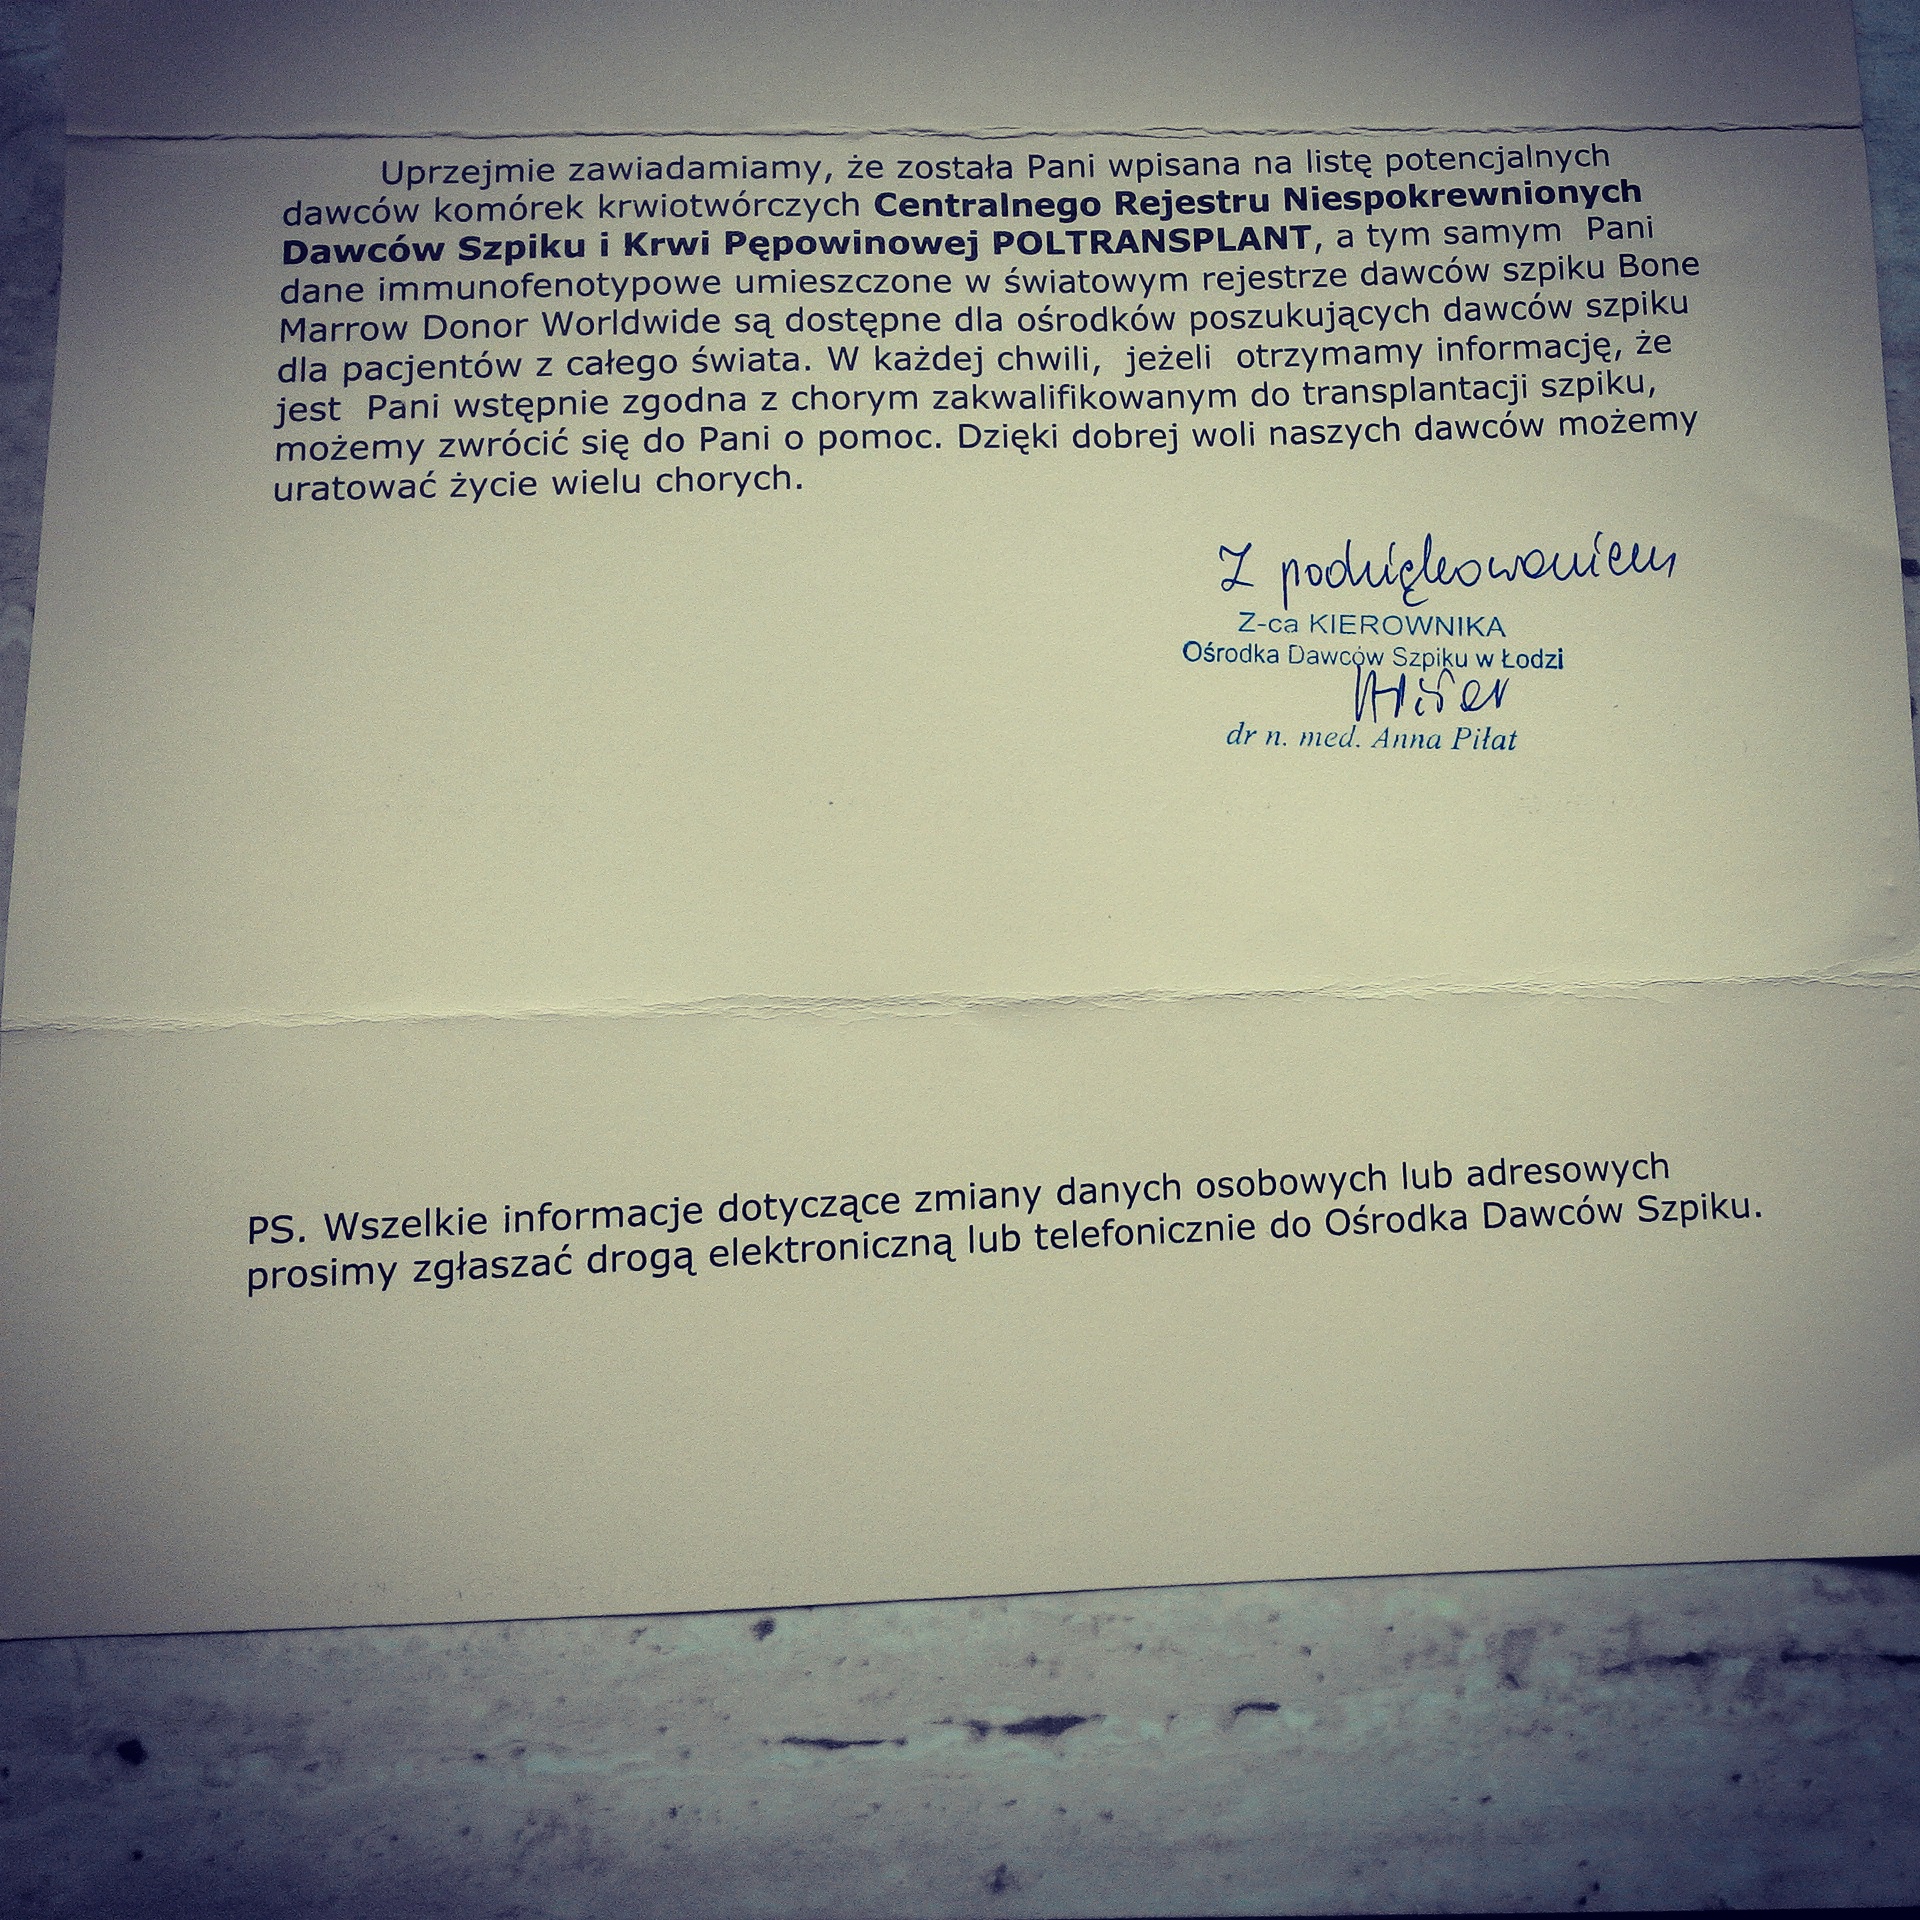 Uprzejmie zawiadamiamy, że została Pani wpisana na listę potencjalnych
dawców komórek krwiotwórczych Centralnego Rejestru Niespokrewnionych
Dawców Szpiku i Krwi Pępowinowej POLTRANSPLANT, a tym samym Pani
dane immunofenotypowe umieszczone w światowym rejestrze dawców szpiku Bone
Marrow Donor Worldwide są dostępne dla ośrodków poszukujących dawców szpiku
dla pacjentów z całego świata. W każdej chwili, jeżeli otrzymamy informację, że
jest Pani wstępnie zgodna z chorym zakwalifikowanym do transplantacji szpiku,
możemy zwrócić się do Pani o pomoc. Dzięki dobrej woli naszych dawców możemy
uratować życie wielu chorych.
Z podziękowaniem
Z-ca KIEROWNIKA
Ośrodka Dawców Szpiku w Łodzi
dr n. med. Anna Piłat
PS. Wszelkie informacje dotyczące zmiany danych osobowych lub adresowych
prosimy zgłaszać drogą elektroniczną lub telefonicznie do Ośrodka Dawców Szpiku.